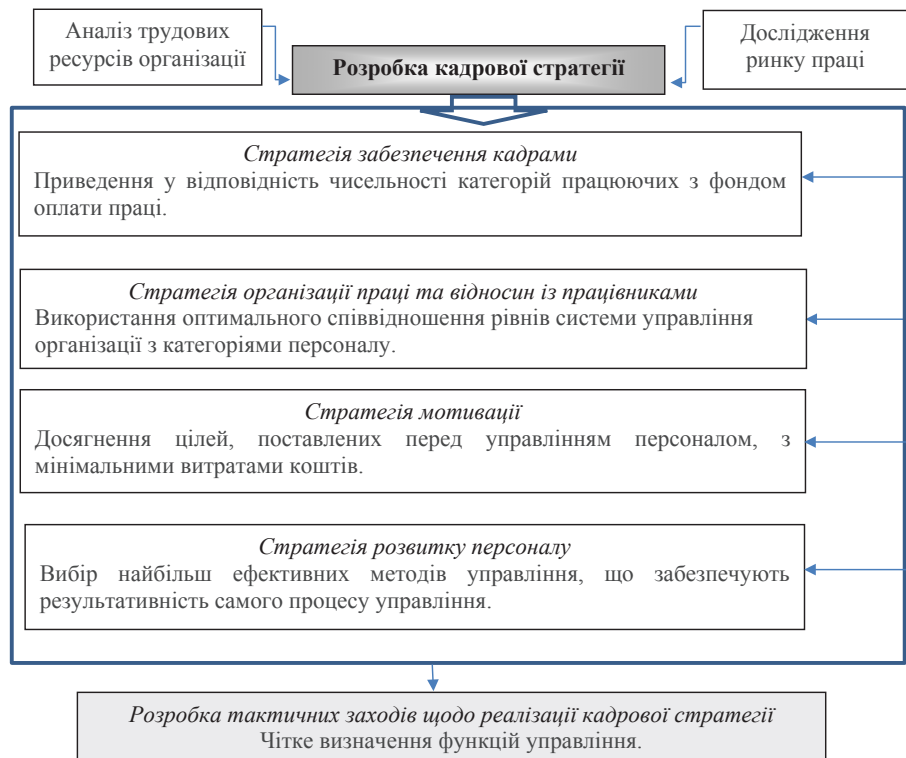 Аналіз трудових
ресурсів організації
Розробка кадрової стратегії
Дослідження
ринку праці
Стратегія забезпечення кадрами
Приведення у відповідність чисельності категорій працюючих з фондом
оплати праці.
Стратегія організації праці та відносин із працівниками
Використання оптимального співвідношення рівнів системи управління
організації з категоріями персоналу.
Стратегія мотивації
Досягнення цілей, поставлених перед управлінням персоналом, з
мінімальними витратами коштів.
Стратегія розвитку персоналу
Вибір найбільш ефективних методів управління, що забезпечують
результативність самого процесу управління.
Розробка тактичних заходів щодо реалізації кадрової стратегії
Чітке визначення функцій управління.